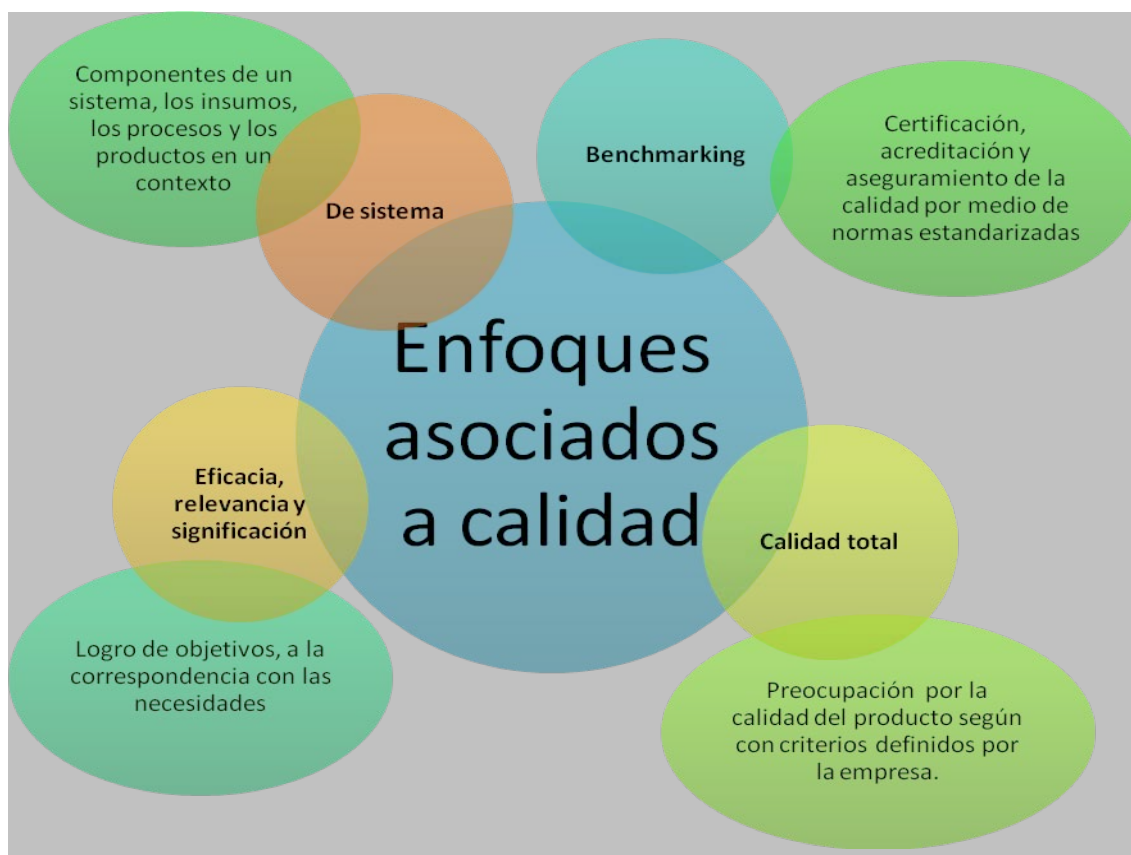 Componentes de un
sistema, los insumos,
los procesos y los
productos en un
contexto
De sistema
Benchmarking
Certificación,
acreditación y
aseguramiento de la
calidad por medio de
normas estandarizadas
Enfoques
asociados
a calidad
Eficacia,
relevancia y
significación
Logro de objetivos, a la
correspondencia con las
necesidades
Calidad total
Preocupación por la
calidad del producto según
con criterios definidos por
la empresa.